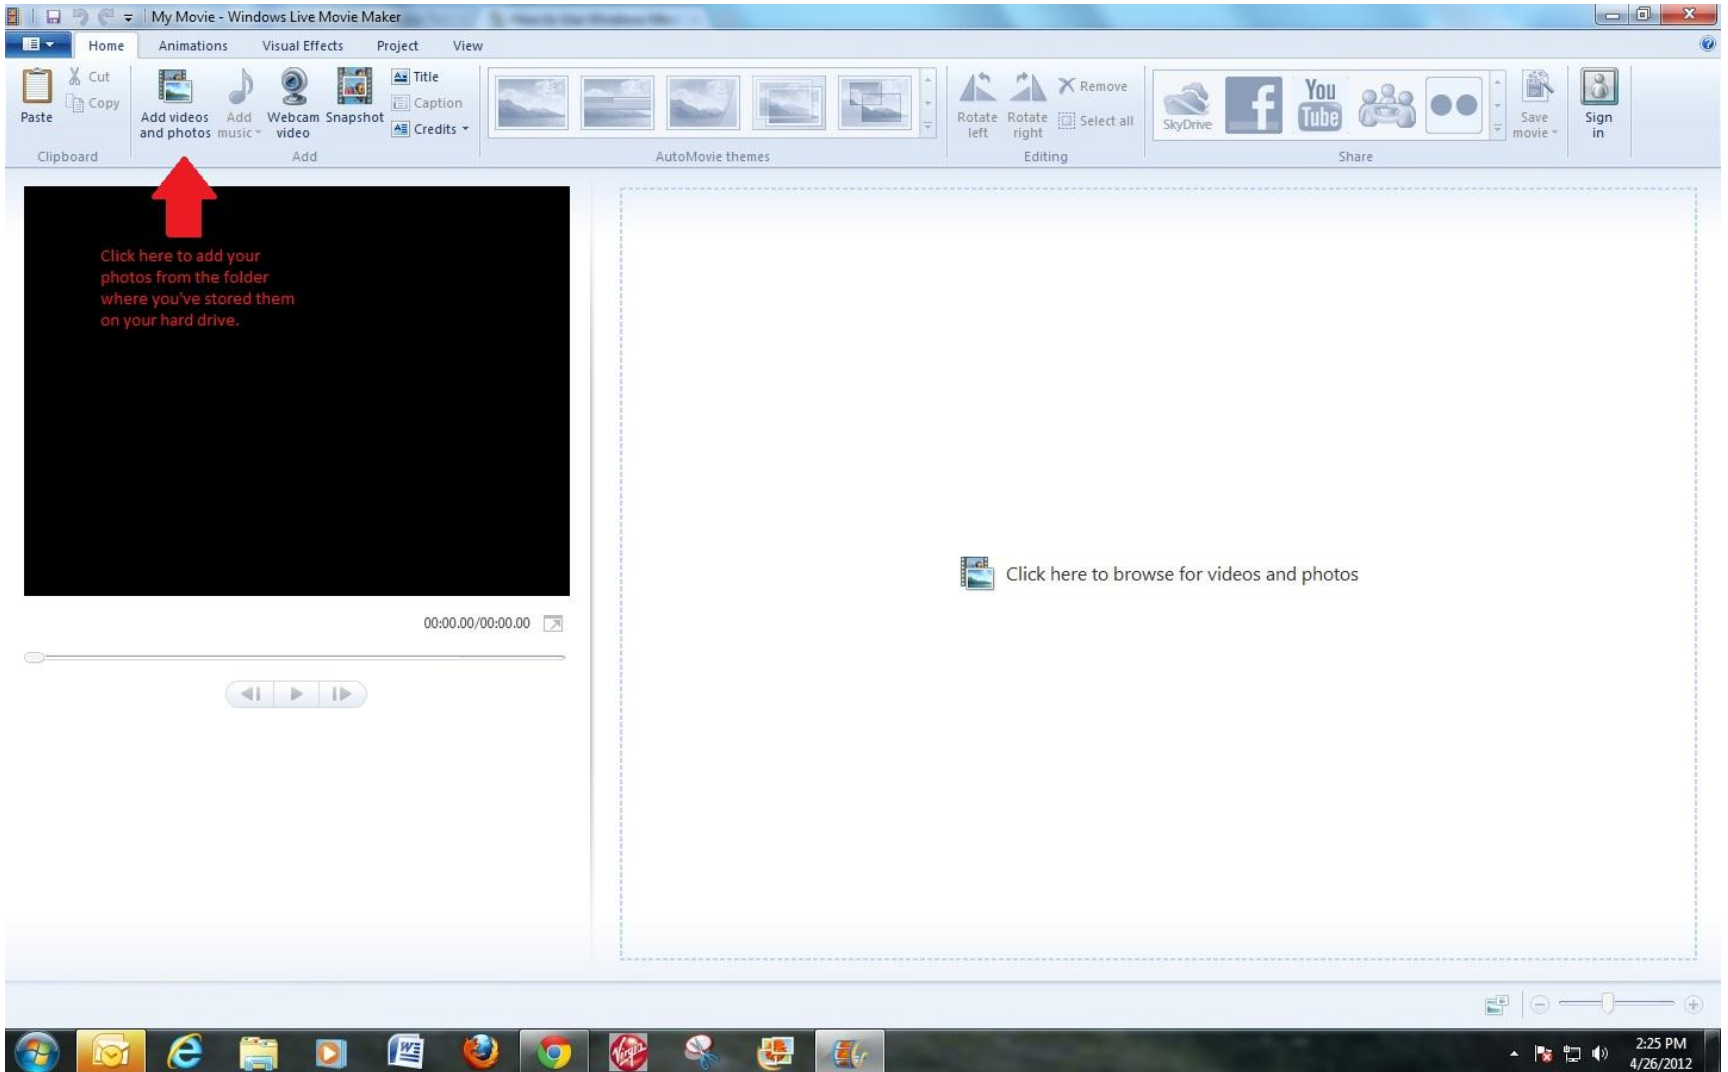 My Movie - Windows Live Movie Maker
Home Animations Visual Effects Project View
Paste
Cut
Copy
Clipboard
Add videos
and photos
Add
music
Webcam
video
Snapshot
Title
Caption
Credits
Add
AutoMovie themes
Rotate
left
Rotate
right
Remove
Select all
Editing
SkyDrive
f
You
Tube
Share
Save
movie
Sign
in
Click here to add your
photos from the folder
where you've stored them
on your hard drive.
Click here to browse for videos and photos
00:00.00/00:00.00
Virgin
2:25 PM
4/26/2012